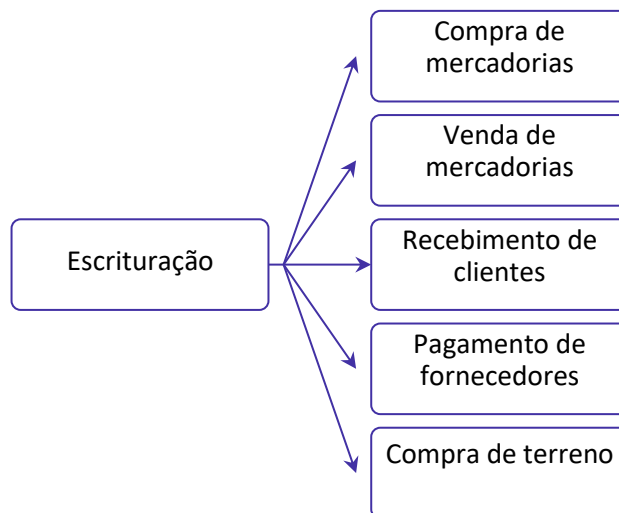 Compra de
mercadorias
Venda de
mercadorias
Escrituração
Recebimento de
clientes
Pagamento de
fornecedores
Compra de terreno